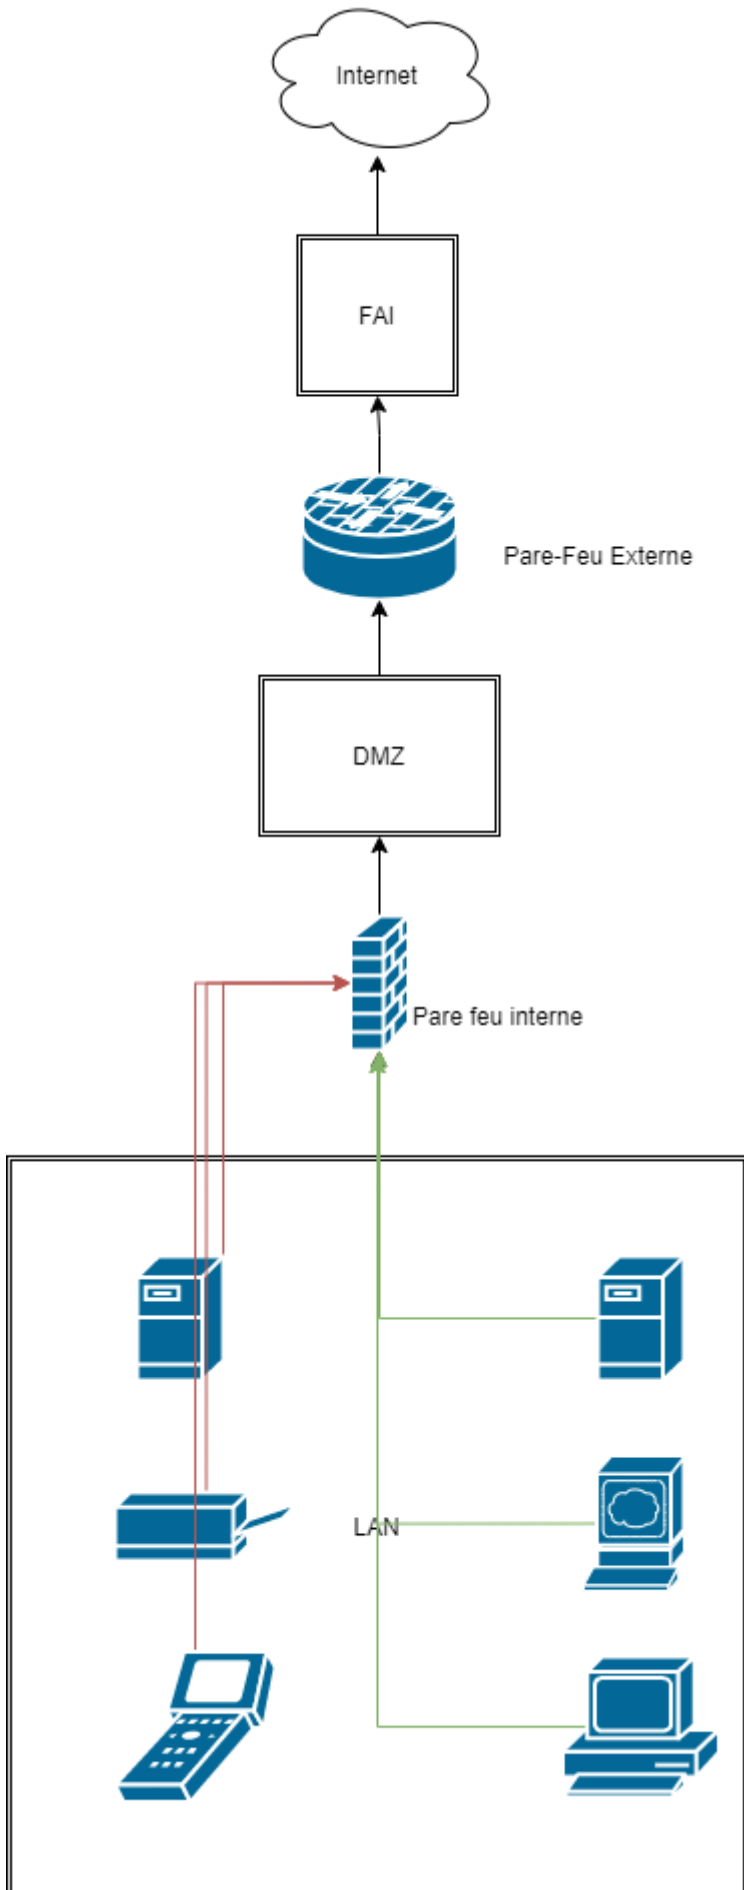 Internet
FAI
Pare-Feu Externe
DMZ
Pare feu interne
LAN